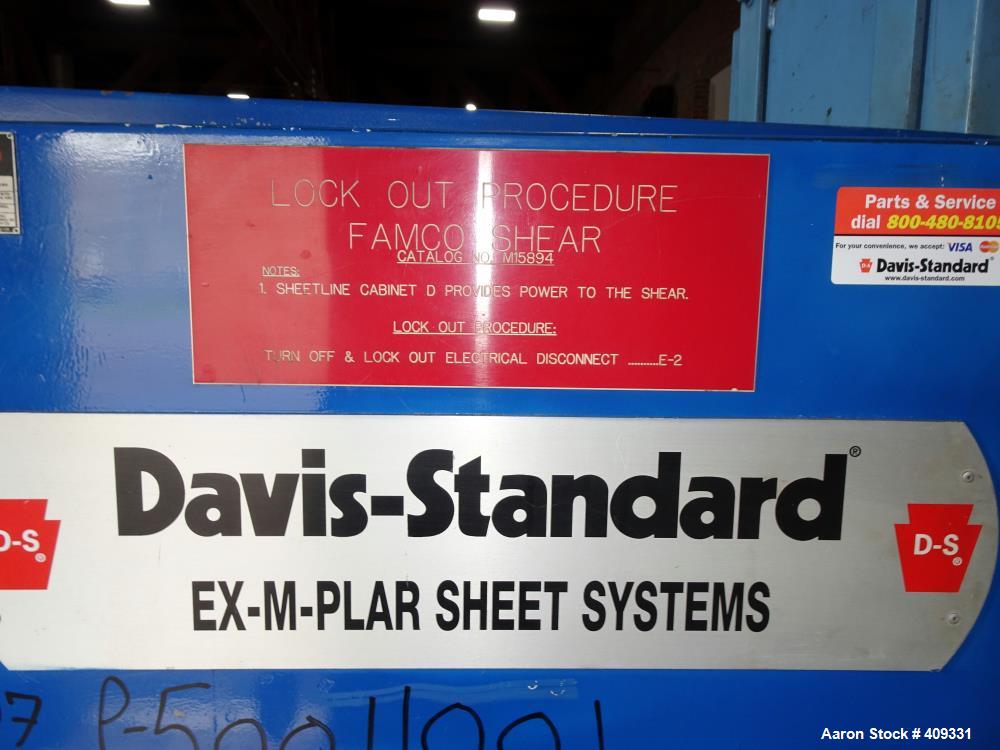 LOCK OUT PROCEDURE
FAMCO SHEAR
CATALOG NO. M15894
NOTES:
1. SHEETLINE CABINET D PROVIDES POWER TO THE SHEAR.
LOCK OUT PROCEDURE:
TURN OFF & LOCK OUT ELECTRICAL DISCONNECT ..........E-2
Parts & Service
dial 800-480-810
For your convenience, we accept: VISA
Davis-Standard®
www.davis-standard.com
Davis-Standard®
EX-M-PLAR SHEET SYSTEMS
D-S®
D-S®
7 P-5001001
Aaron Stock # 409331